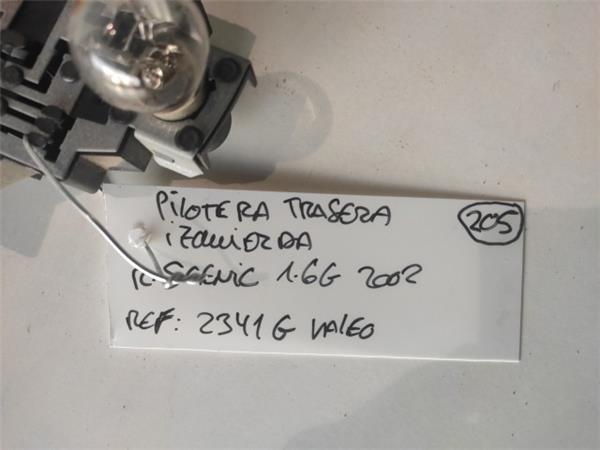 PILOTERA TRASERA
205
IZQUIERDA
R. SCENIC 1.6G 2002
REF: 2341G VALEO